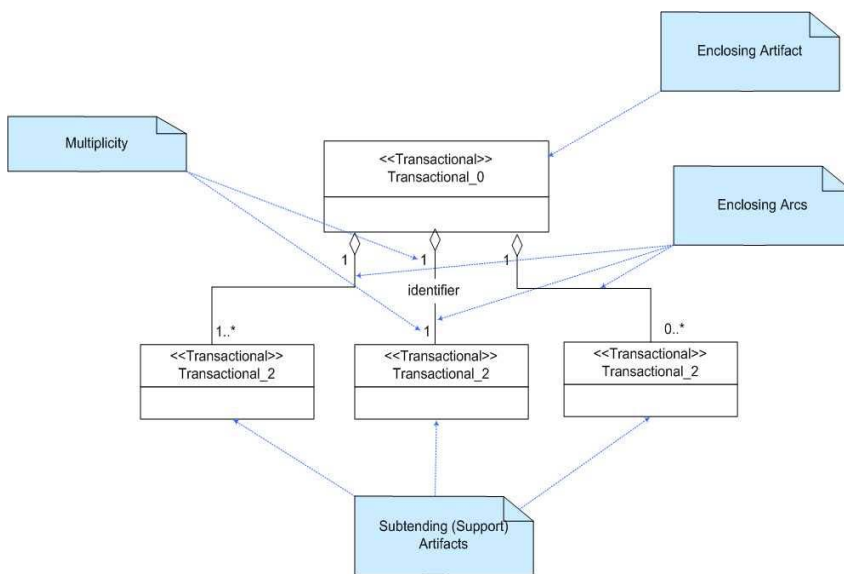 Enclosing Artifact
Multiplicity
<<Transactional>>
Transactional_0
Enclosing Arcs
1
1
1
identifier
1..*
1
0..*
<<Transactional>>
Transactional_2
<<Transactional>>
Transactional_2
<<Transactional>>
Transactional_2
Subtending (Support)
Artifacts